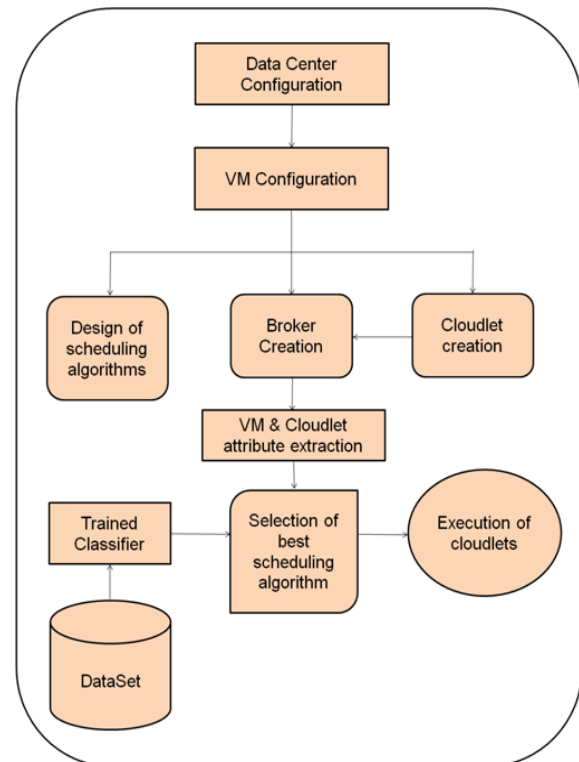 Data Center
Configuration
VM Configuration
Design of
scheduling
algorithms
Broker
Creation
Cloudlet
creation
VM & Cloudlet
attribute extraction
Trained
Classifier
Selection of
best
scheduling
algorithm
Execution of
cloudlets
DataSet